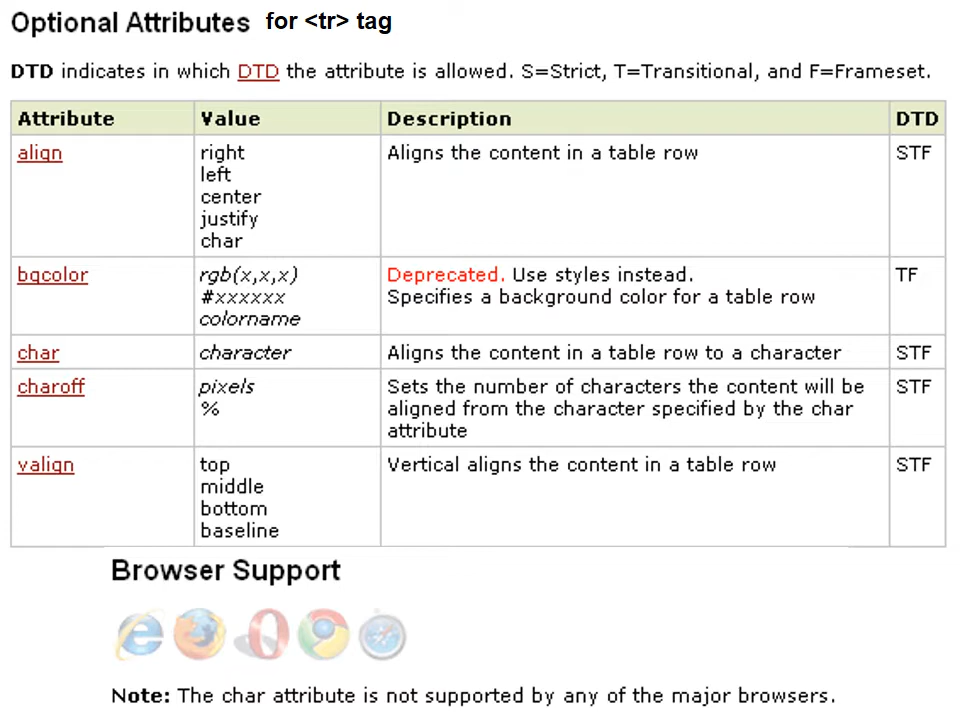 Optional Attributes for <tr> tag
DTD indicates in which DTD the attribute is allowed. S=Strict, T=Transitional, and F=Frameset.
Attribute Value Description DTD
align right Aligns the content in a table row STF
left
center
justify
char
bgcolor rgb(x,x,x) Deprecated. Use styles instead. TF
#xxxxxx Specifies a background color for a table row
colorname
char character Aligns the content in a table row to a character STF
charoff pixels Sets the number of characters the content will be STF
% aligned from the character specified by the char
attribute
valign top Vertical aligns the content in a table row STF
middle
bottom
baseline
Browser Support
Note: The char attribute is not supported by any of the major browsers.